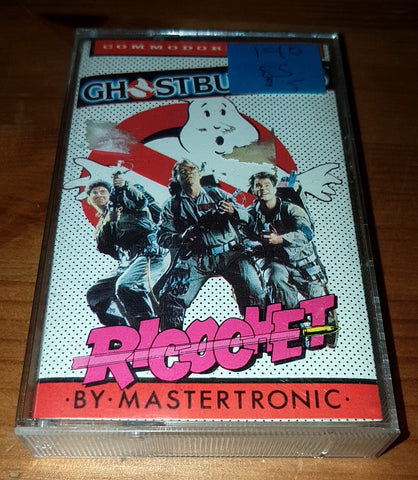 COMMODOR
GHOSTBU
RICOCHET
·BY·MASTERTRONIC·